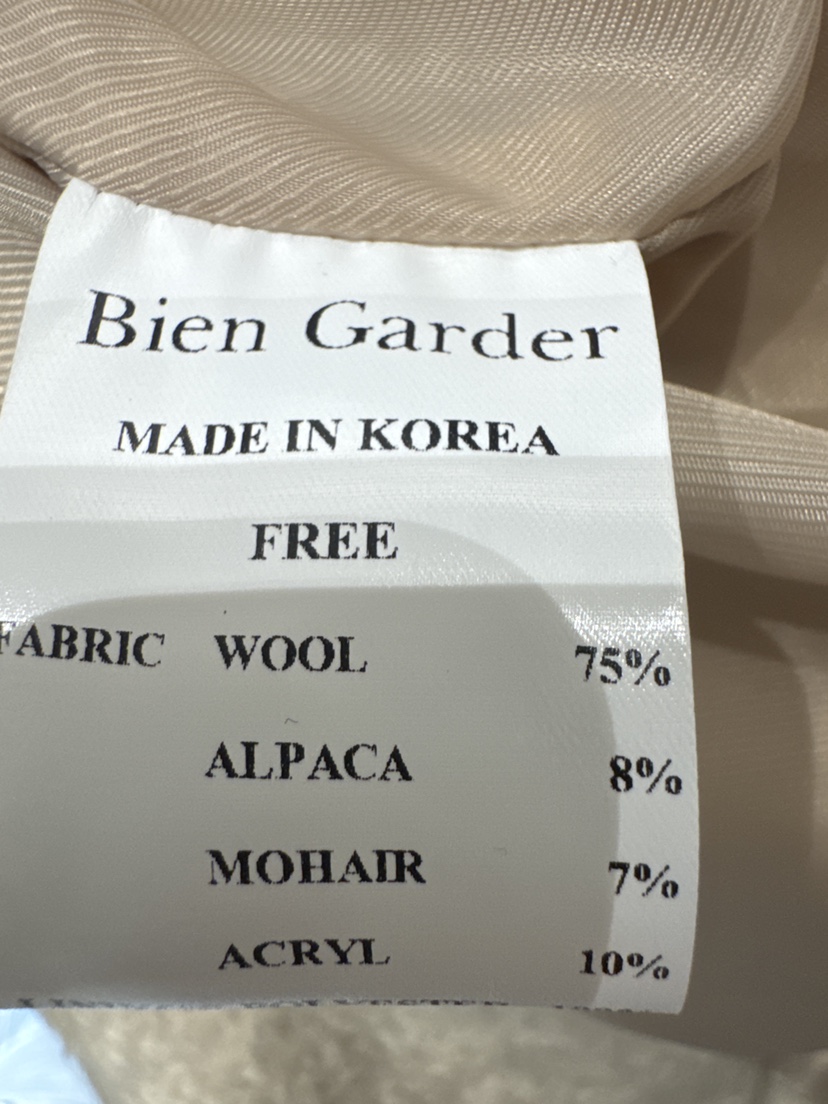 Bien Garder
MADE IN KOREA
FREE
FABRIC WOOL 75%
ALPACA 8%
MOHAIR 7%
ACRYL 10%